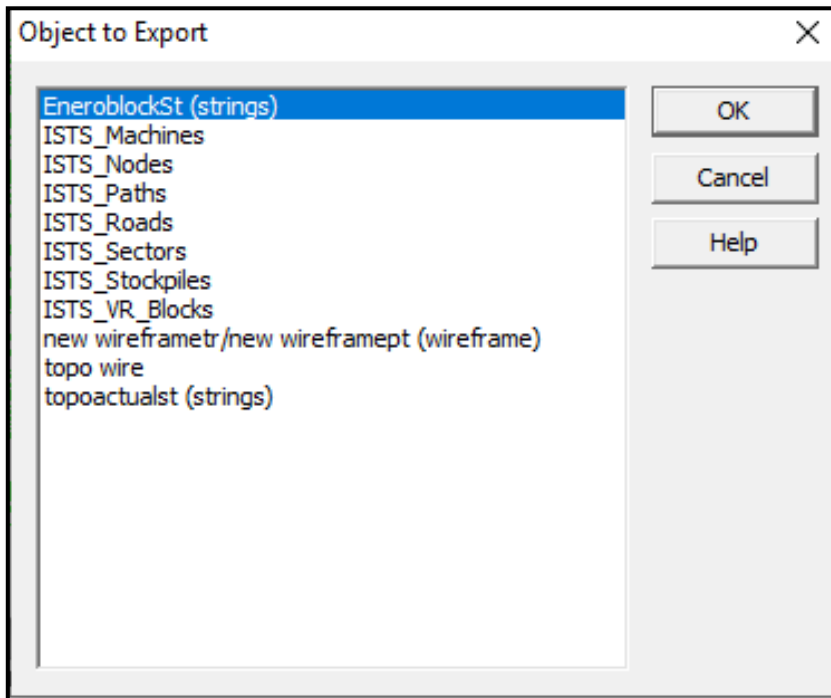 Object to Export
EneroblockSt (strings)
ISTS_Machines
ISTS_Nodes
ISTS_Paths
ISTS_Roads
ISTS_Sectors
ISTS_Stockpiles
ISTS_VR_Blocks
new wireframetr/new wireframept (wireframe)
topo wire
topoactualst (strings)
OK
Cancel
Help